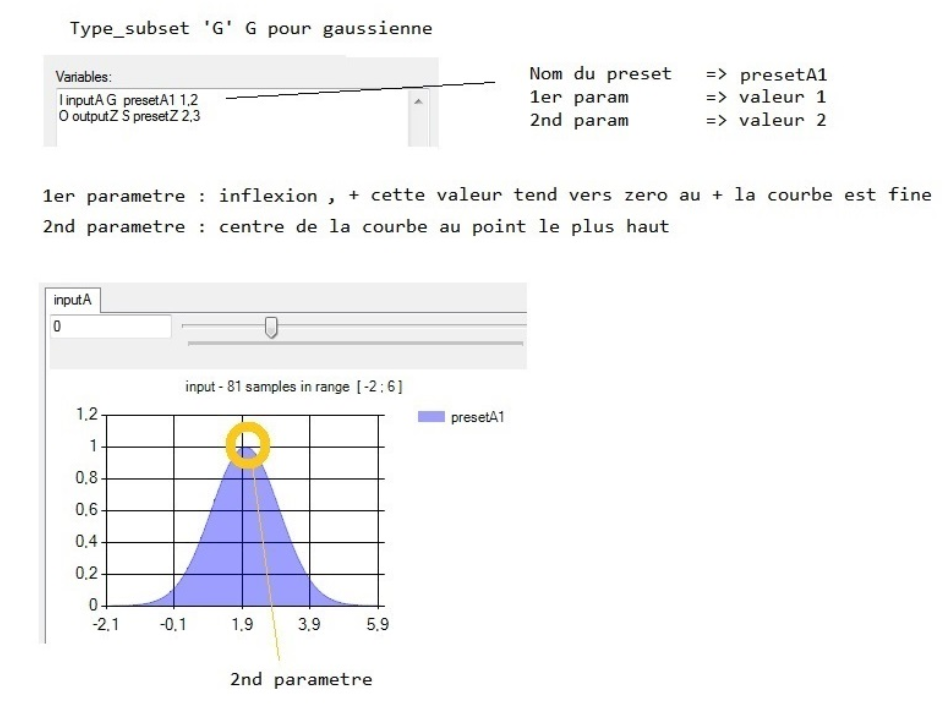 Type_subset 'G' G pour gaussienne
Variables:
I inputA G presetA1 1,2
O outputZ S presetZ 2,3
Nom du preset => presetA1
1er param => valeur 1
2nd param => valeur 2
1er parametre : inflexion , + cette valeur tend vers zero au + la courbe est fine
2nd parametre : centre de la courbe au point le plus haut
inputA
0
input - 81 samples in range [ -2 ; 6 ]
presetA1
1,2
1
0,8
0,6
0,4
0,2
0
-2,1 -0,1 1,9 3,9 5,9
2nd parametre